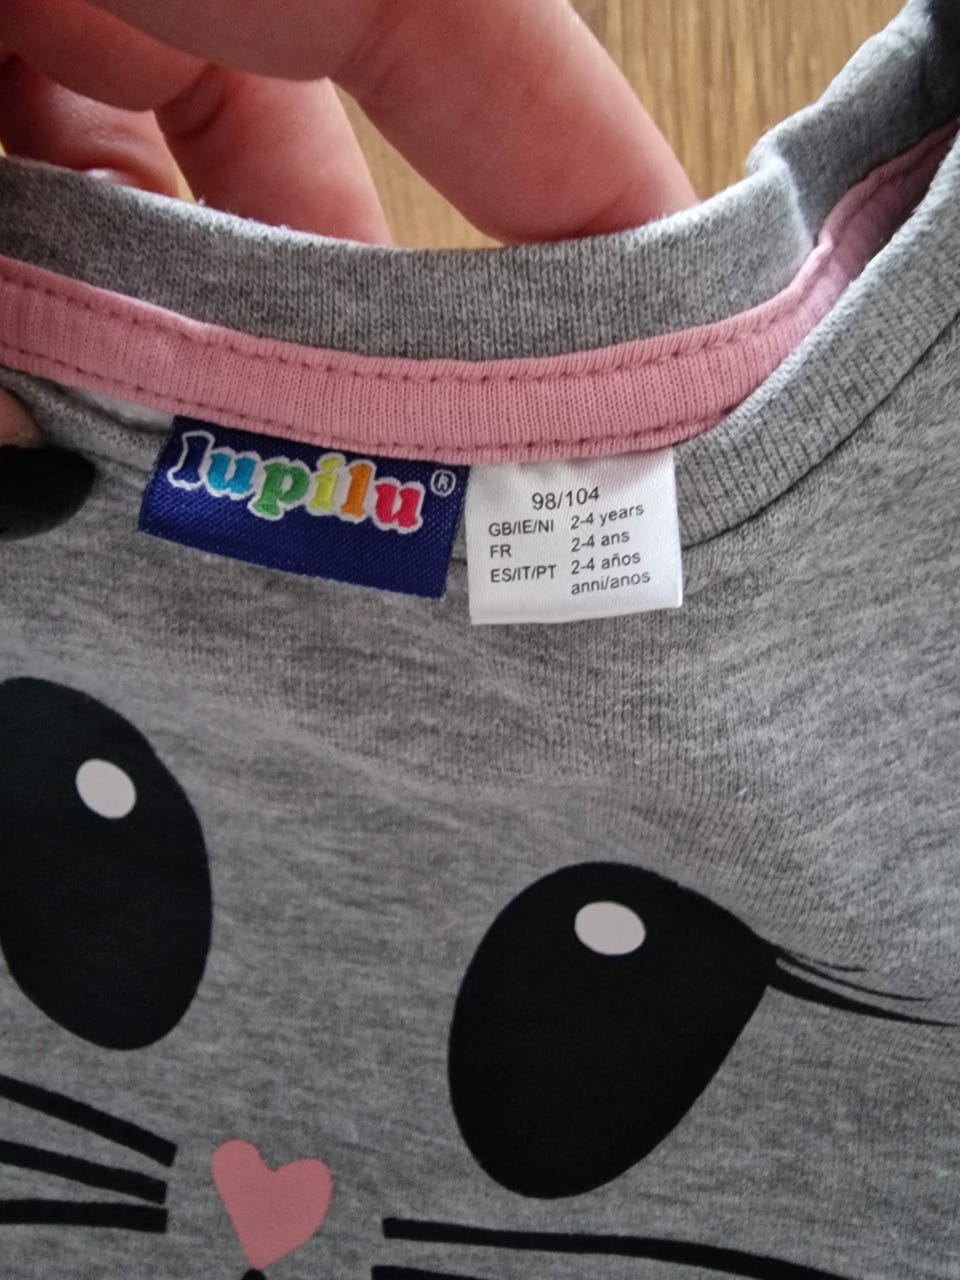 lupilu®
98/104
GB/IE/NI 2-4 years
FR 2-4 ans
ES/IT/PT 2-4 años
anni/anos